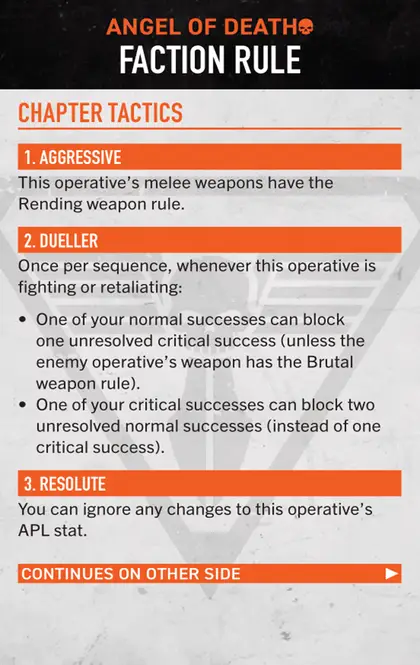 ANGEL OF DEATH
FACTION RULE
CHAPTER TACTICS
1. AGGRESSIVE
This operative’s melee weapons have the
Rending weapon rule.
2. DUELLER
Once per sequence, whenever this operative is
fighting or retaliating:
• One of your normal successes can block
one unresolved critical success (unless the
enemy operative’s weapon has the Brutal
weapon rule).
• One of your critical successes can block two
unresolved normal successes (instead of one
critical success).
3. RESOLUTE
You can ignore any changes to this operative’s
APL stat.
CONTINUES ON OTHER SIDE